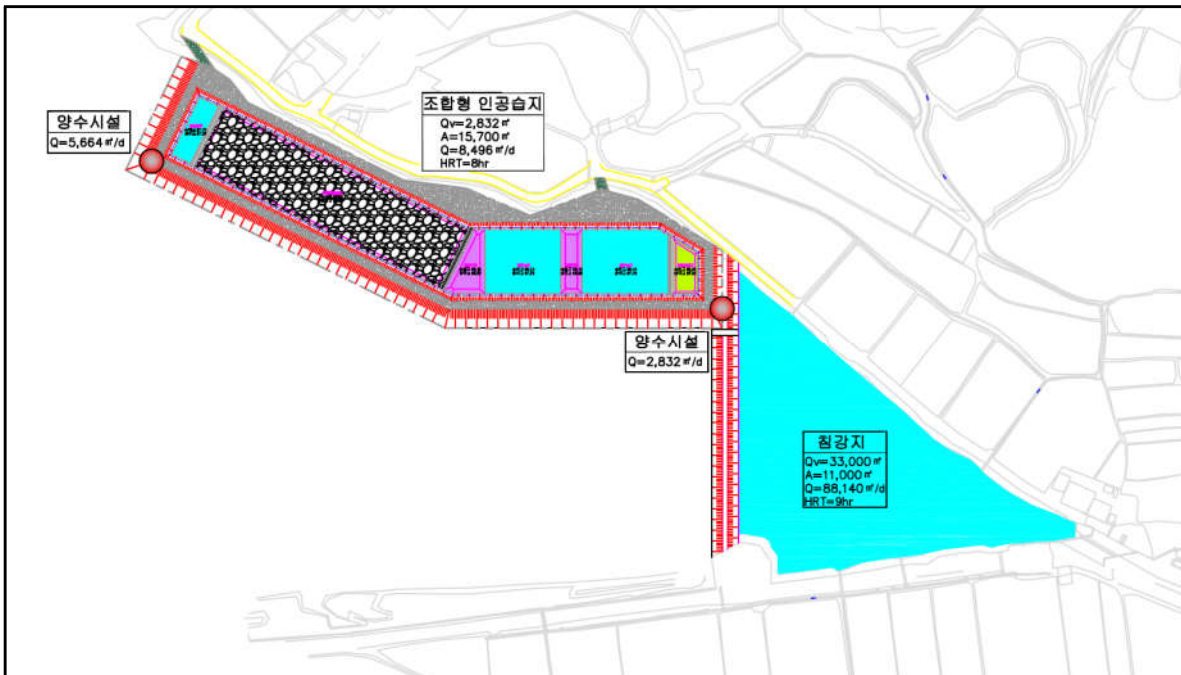 조합형 인공습지
Qv=2,832㎥
A=15,700㎡
Q=8,496㎥/d
HRT=8hr
양수시설
Q=5,664㎥/d
양수시설
Q=2,832㎥/d
침강지
Qv=33,000㎥
A=11,000㎡
Q=88,140㎥/d
HRT=9hr